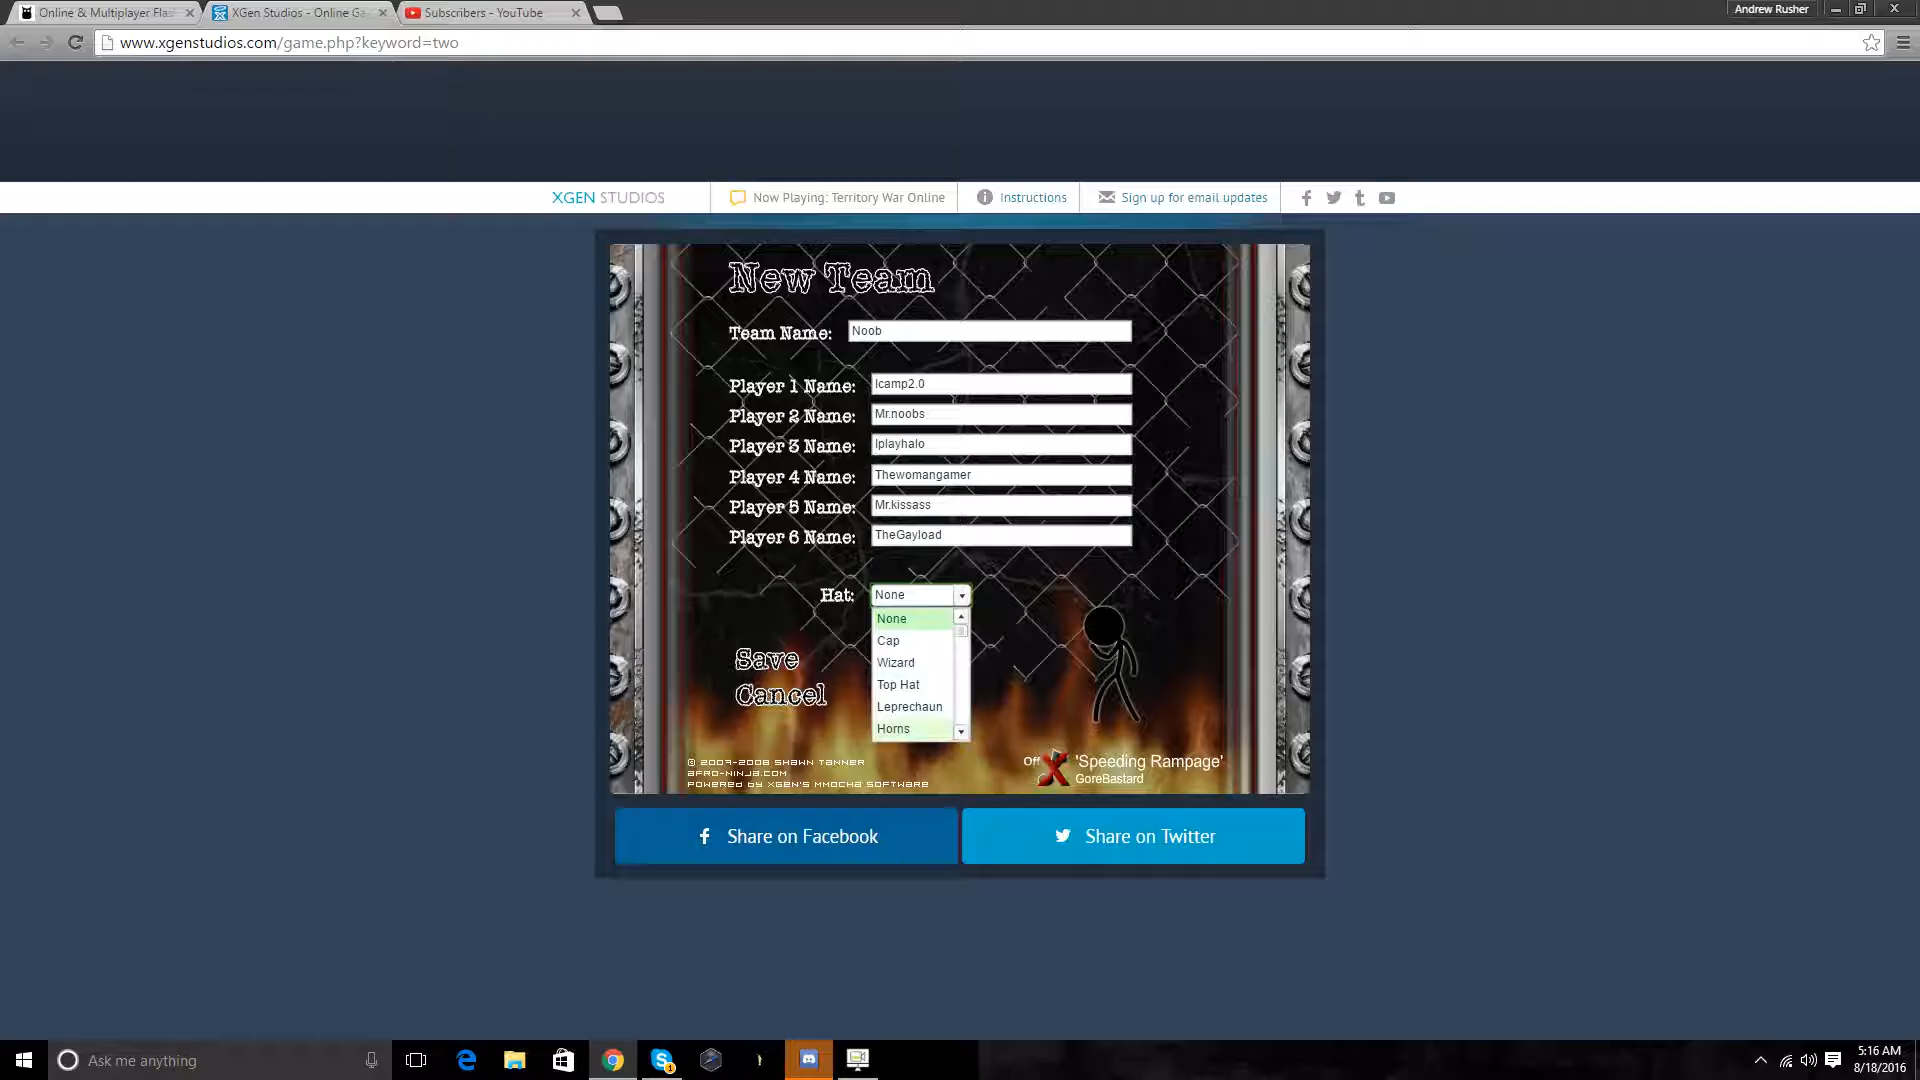 Online & Multiplayer Flas
XGen Studios - Online Ga
Subscribers - YouTube
Andrew Rusher
www.xgenstudios.com/game.php?keyword=two
XGEN STUDIOS
Now Playing: Territory War Online
Instructions
Sign up for email updates
New Team
Team Name: Noob
Player 1 Name: Icamp2.0
Player 2 Name: Mr.noobs
Player 3 Name: Iplayhalo
Player 4 Name: Thewomangamer
Player 5 Name: Mr.kissass
Player 6 Name: TheGayload
Hat: None
None
Cap
Wizard
Top Hat
Leprechaun
Horns
Save
Cancel
© 2007-2008 SHAWN TANNER
AFRO-NINJA.COM
POWERED BY XGEN'S MMOCHA SOFTWARE
Off
'Speeding Rampage'
GoreBastard
Share on Facebook
Share on Twitter
Ask me anything
1
5:16 AM
8/18/2016